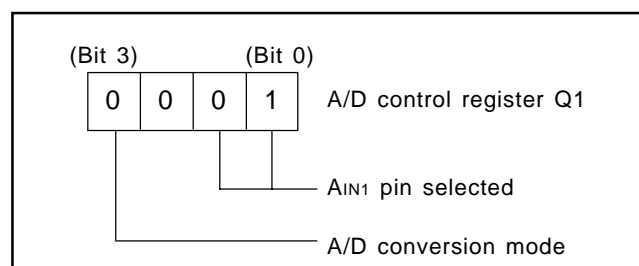 (Bit 3) (Bit 0)
0 0 0 1 A/D control register Q1
AIN1 pin selected
A/D conversion mode